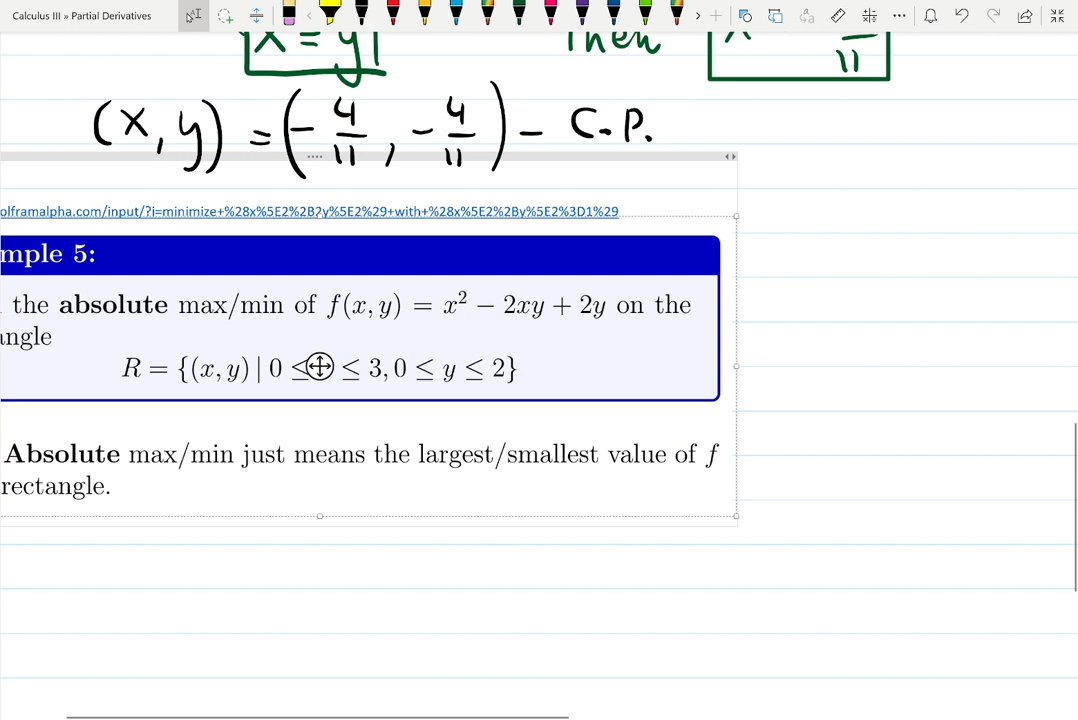 Calculus III » Partial Derivatives
x = y
Then
11
(x, y) = (- 4/11, - 4/11) - C.P.
olframalpha.com/input/?i=minimize+%28x%5E2%2B2y%5E2%29+with+%28x%5E2%2By%5E2%3D1%29
mple 5:
the absolute max/min of f(x, y) = x² − 2xy + 2y on the
angle
R = {(x, y) | 0 ≤ ≤ 3, 0 ≤ y ≤ 2}
Absolute max/min just means the largest/smallest value of f
rectangle.